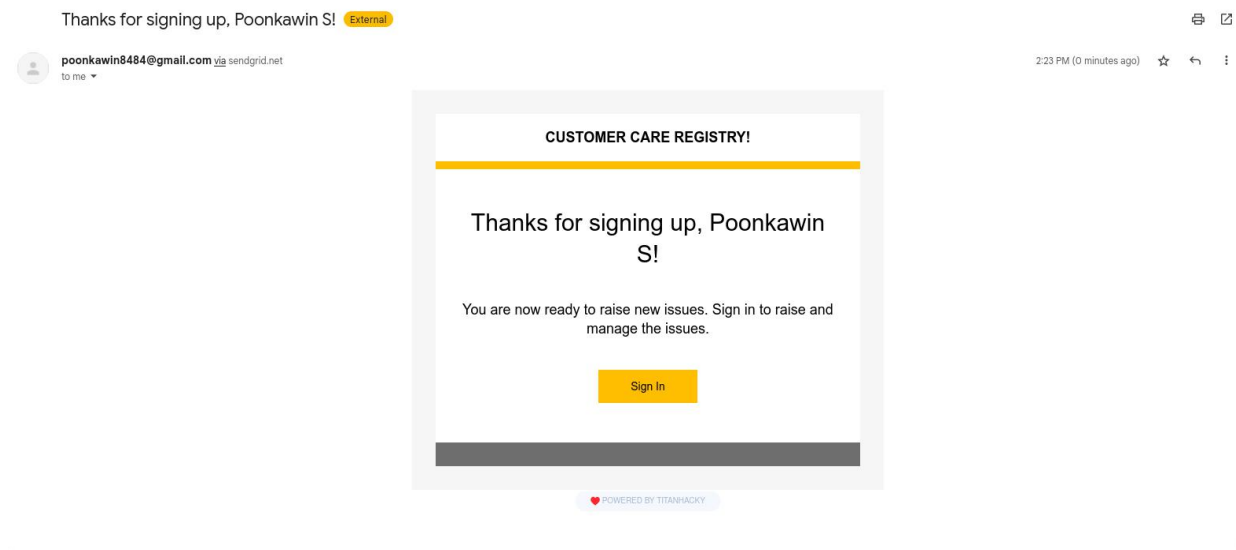 Thanks for signing up, Poonkawin S! External
poonkawin8484@gmail.com via sendgrid.net
2:23 PM (0 minutes ago)
to me
CUSTOMER CARE REGISTRY!
Thanks for signing up, Poonkawin
S!
You are now ready to raise new issues. Sign in to raise and
manage the issues.
Sign In
POWERED BY TITANHACKY